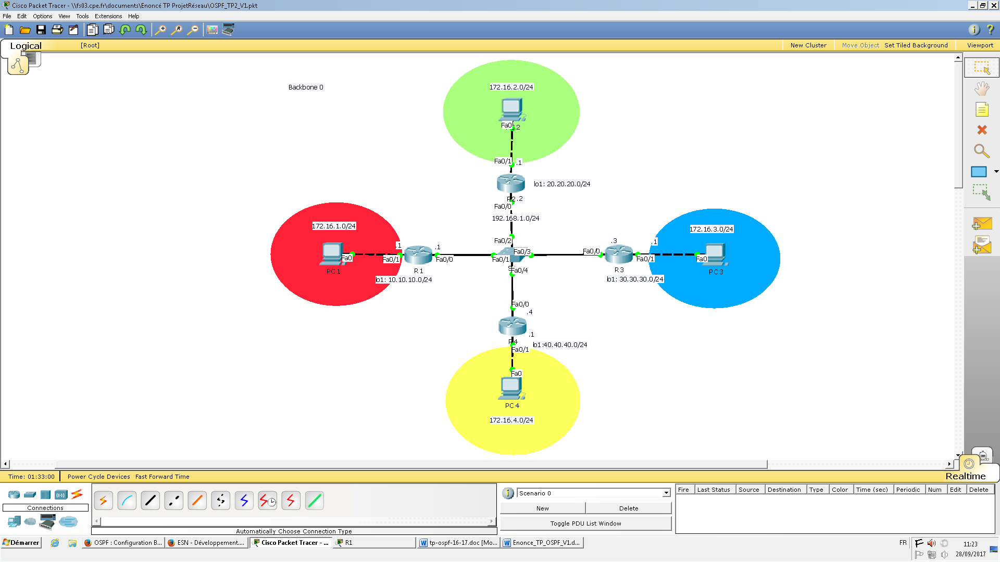 Cisco Packet Tracer - \\fs03.cpe.fr\documents\Enoncé TP ProjetRéseau\OSPF_TP2_V1.pkt
File Edit Options View Tools Extensions Help
Logical
[Root]
New Cluster
Move Object
Set Tiled Background
Viewport
Backbone 0
172.16.2.0/24
Fa0
2
Fa0/1
.1
lo1: 20.20.20.0/24
R2
.2
Fa0/0
192.168.1.0/24
172.16.1.0/24
172.16.3.0/24
Fa0/2
PC1
Fa0
.1
Fa0/1
R1
.1
Fa0/0
lo1: 10.10.10.0/24
Fa0/1
Fa0/3
Fa0/4
Fa0/0
.3
R3
Fa0/1
.1
Fa0
PC3
lo1: 30.30.30.0/24
Fa0/0
.4
R4
.1
lo1:40.40.40.0/24
Fa0/1
Fa0
PC4
172.16.4.0/24
Time: 01:33:00
Power Cycle Devices
Fast Forward Time
Realtime
Connections
Automatically Choose Connection Type
Scenario 0
New
Delete
Toggle PDU List Window
Fire
Last Status
Source
Destination
Type
Color
Time (sec)
Periodic
Num
Edit
Delete
Démarrer
OSPF : Configuration B...
ESN - Développement....
Cisco Packet Tracer - ...
R1
tp-ospf-16-17.doc [Mo...
Enonce_TP_OSPF_V1.d...
FR
11:23
28/09/2017